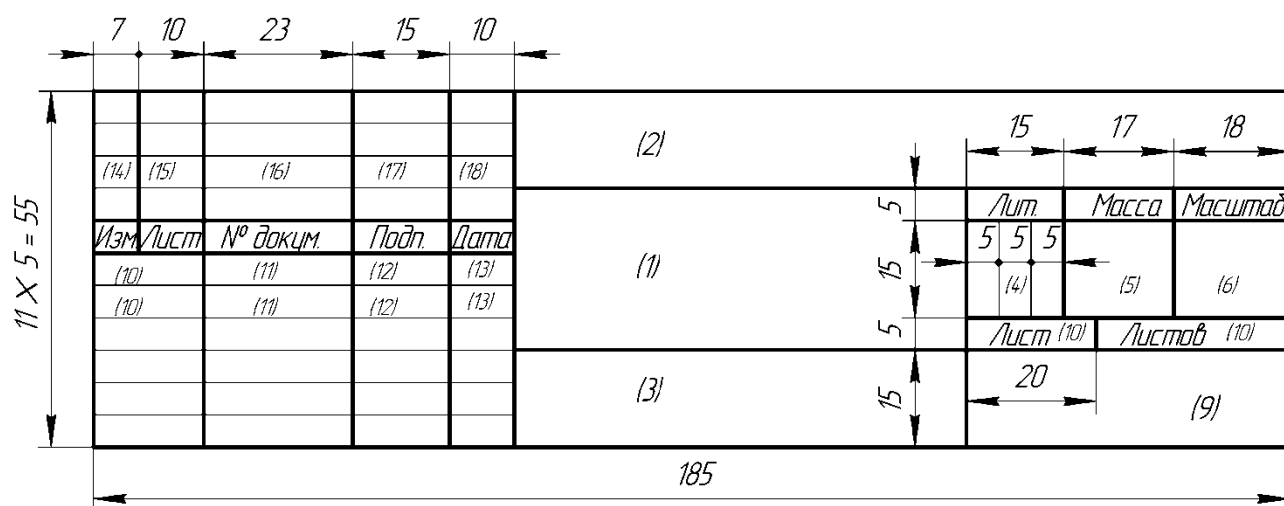 7 10 23 15 10
(2)
15 17 18
(14) (15) (16) (17) (18)
5 Лит. Масса Масштаб
Изм Лист № докум. Подп. Дата
11 X 5 = 55
(10) (11) (12) (13)
(1)
15 5 5 5
(4) (5) (6)
(10) (11) (12) (13)
5 Лист (10) Листов (10)
(3)
15
20
(9)
185